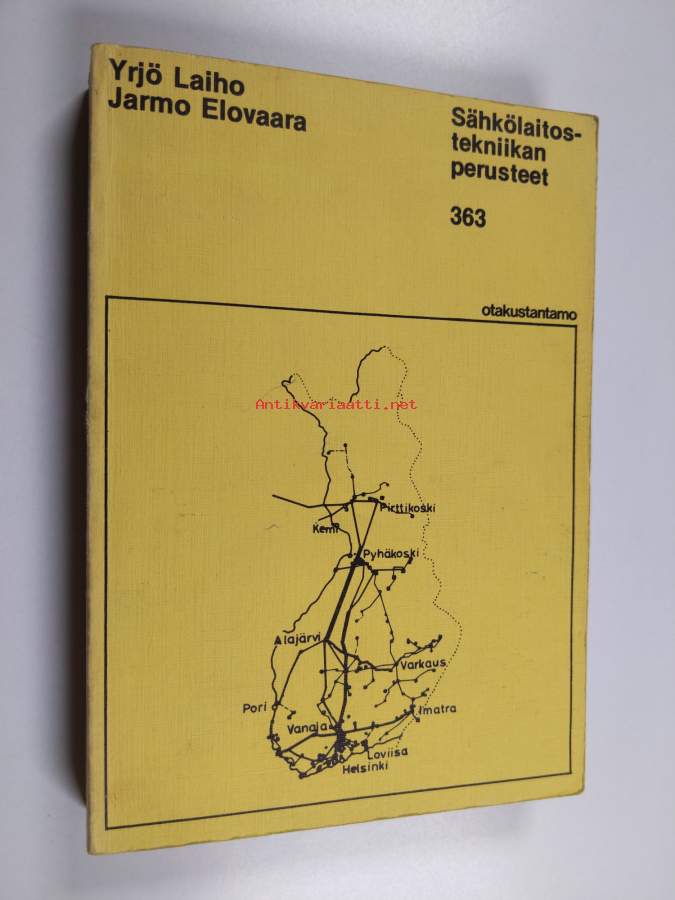 Yrjö Laiho
Jarmo Elovaara
Sähkölaitos-
tekniikan
perusteet
363
otakustantamo
Antikvariaatti.net
Pirttikoski
Kemi
Pyhäkoski
Alajärvi
Varkaus
Pori
Imatra
Vanaja
Loviisa
Helsinki